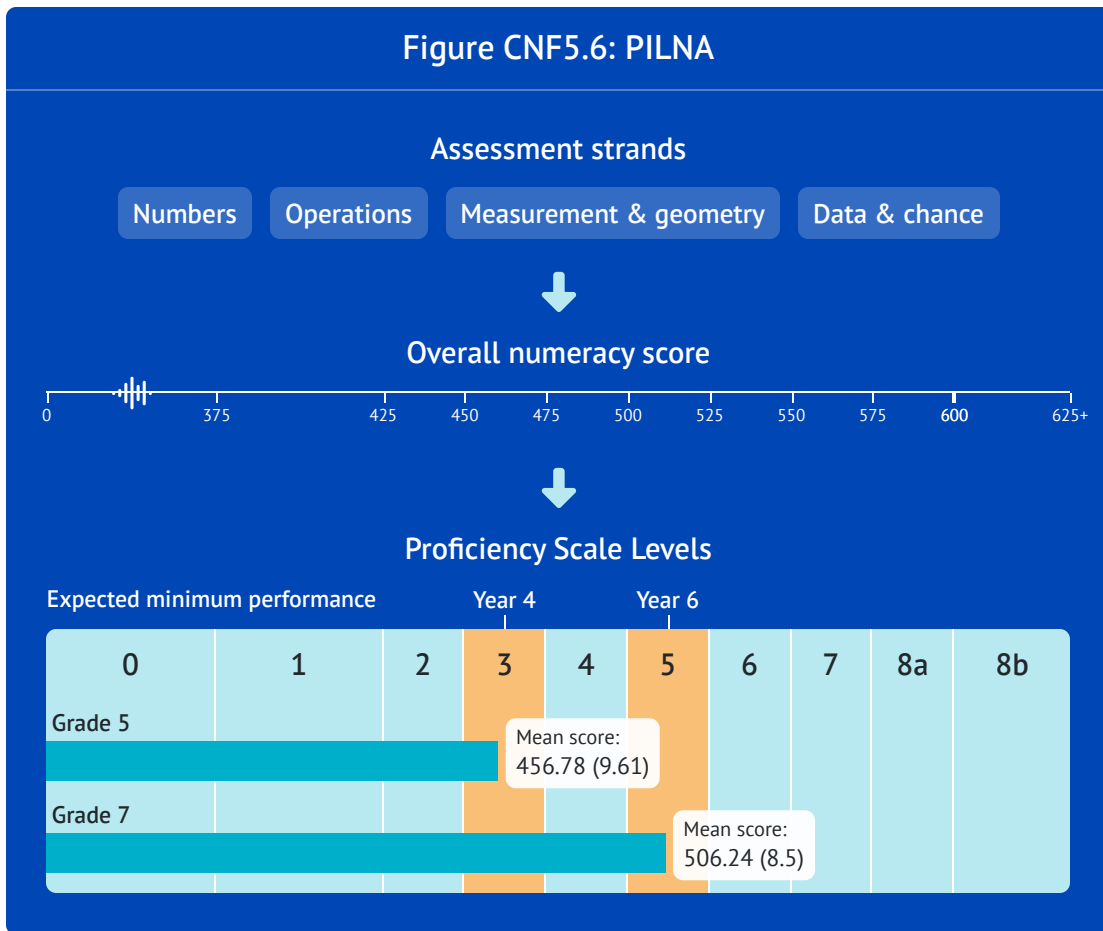 Figure CNF5.6: PILNA
Assessment strands
Numbers
Operations
Measurement & geometry
Data & chance
Overall numeracy score
0 375 425 450 475 500 525 550 575 600 625+
Proficiency Scale Levels
Expected minimum performance
Year 4
Year 6
0 1 2 3 4 5 6 7 8a 8b
Grade 5
Mean score:
456.78 (9.61)
Grade 7
Mean score:
506.24 (8.5)